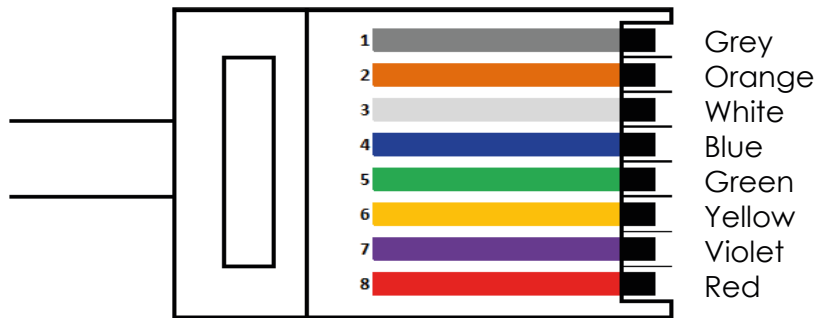 1 Grey
2 Orange
3 White
4 Blue
5 Green
6 Yellow
7 Violet
8 Red